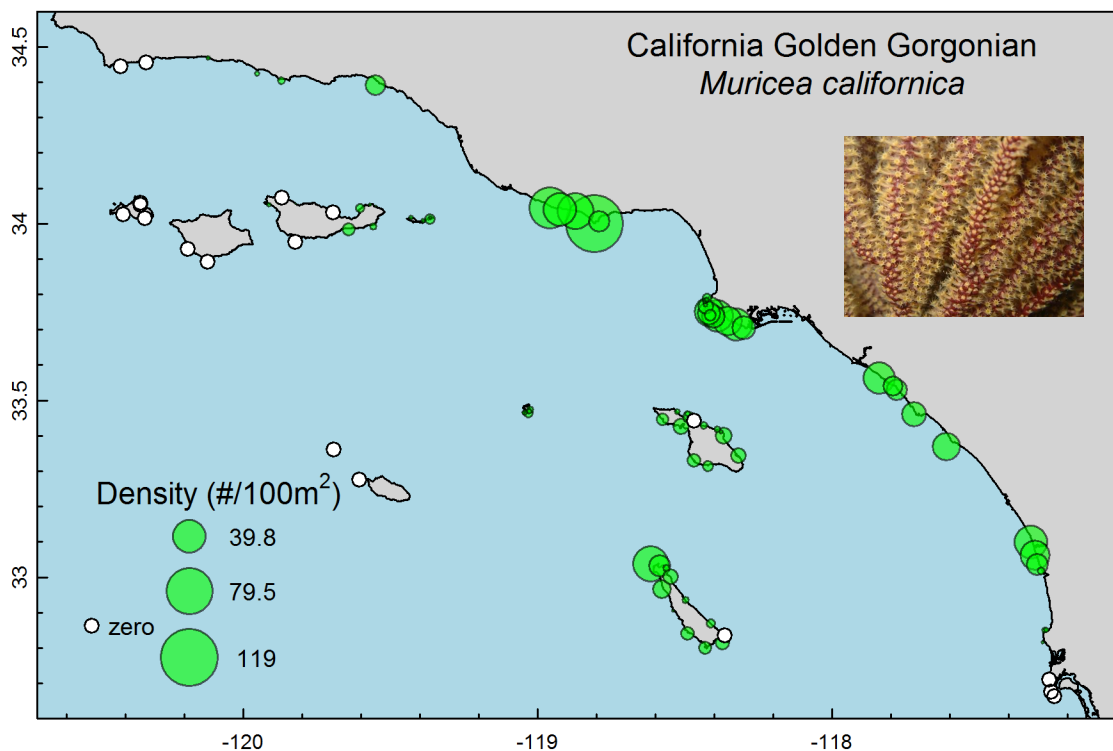 California Golden Gorgonian
Muricea californica
34.5
34
33.5
33
Density (#/100m²)
39.8
79.5
zero
119
-120
-119
-118